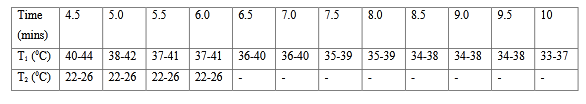 Time (mins) 4.5 5.0 5.5 6.0 6.5 7.0 7.5 8.0 8.5 9.0 9.5 10
T₁ (⁰C) 40-44 38-42 37-41 37-41 36-40 36-40 35-39 35-39 34-38 34-38 34-38 33-37
T₂ (⁰C) 22-26 22-26 22-26 22-26 - - - - - - - -